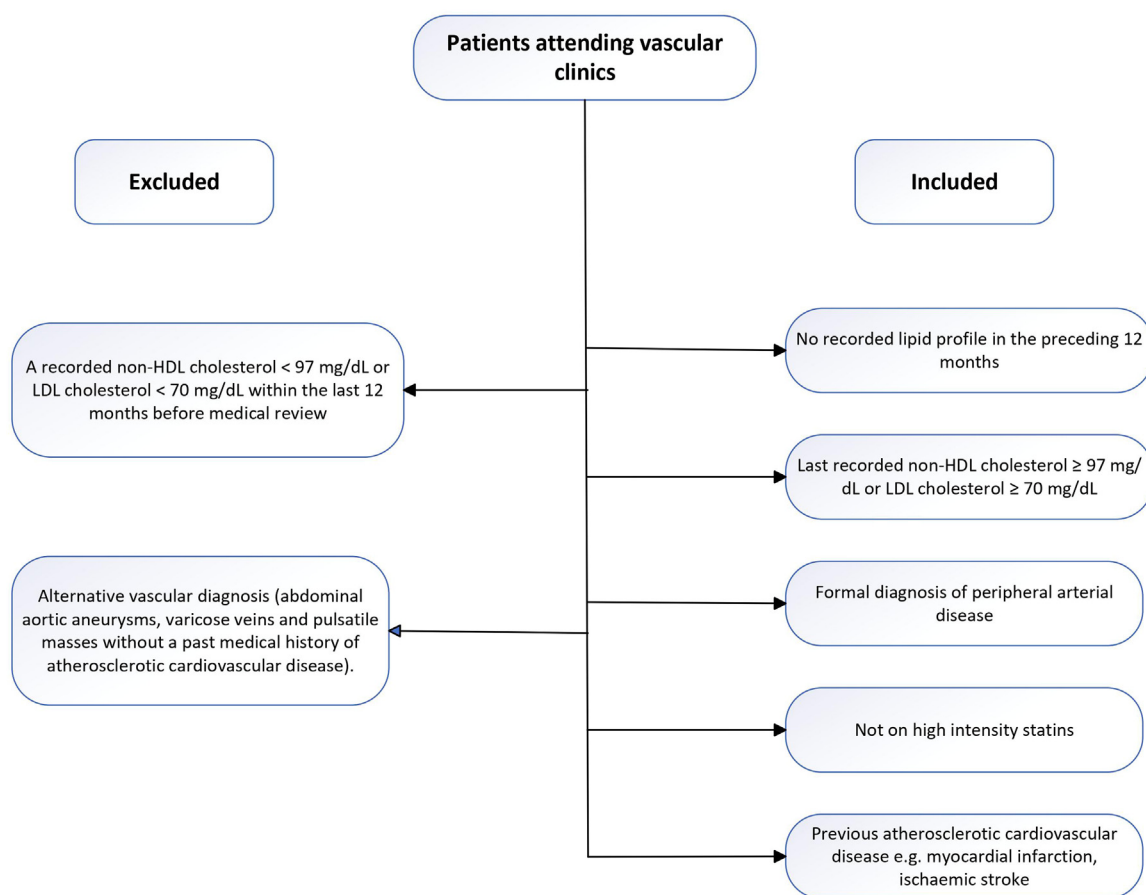 Patients attending vascular
clinics
Excluded
Included
A recorded non-HDL cholesterol < 97 mg/dL or
LDL cholesterol < 70 mg/dL within the last 12
months before medical review
Alternative vascular diagnosis (abdominal
aortic aneurysms, varicose veins and pulsatile
masses without a past medical history of
atherosclerotic cardiovascular disease).
No recorded lipid profile in the preceding 12
months
Last recorded non-HDL cholesterol ≥ 97 mg/
dL or LDL cholesterol ≥ 70 mg/dL
Formal diagnosis of peripheral arterial
disease
Not on high intensity statins
Previous atherosclerotic cardiovascular
disease e.g. myocardial infarction,
ischaemic stroke